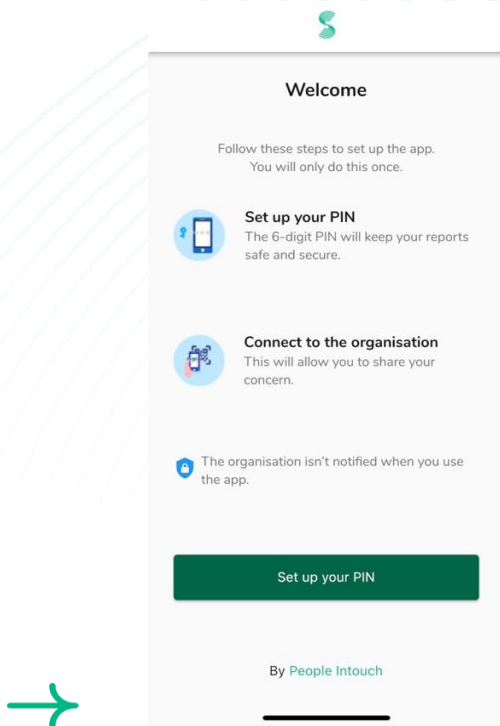 Welcome
Follow these steps to set up the app.
You will only do this once.
Set up your PIN
The 6-digit PIN will keep your reports
safe and secure.
Connect to the organisation
This will allow you to share your
concern.
The organisation isn't notified when you use
the app.
Set up your PIN
By People Intouch